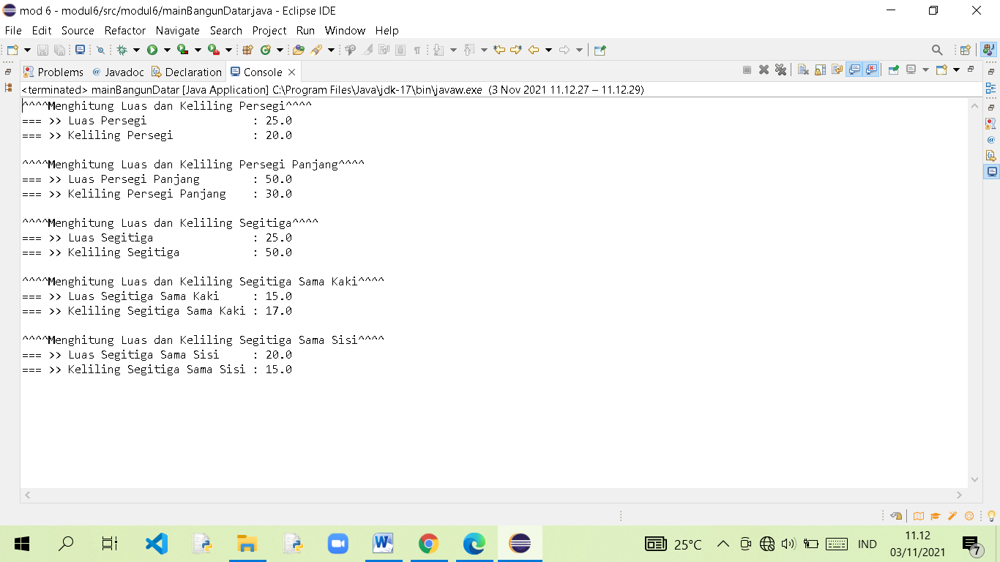 mod 6 - modul6/src/modul6/mainBangunDatar.java - Eclipse IDE
File Edit Source Refactor Navigate Search Project Run Window Help
Problems @ Javadoc Declaration Console
<terminated> mainBangunDatar [Java Application] C:\Program Files\Java\jdk-17\bin\javaw.exe (3 Nov 2021 11.12.27 – 11.12.29)
^^^^Menghitung Luas dan Keliling Persegi^^^^
=== >> Luas Persegi : 25.0
=== >> Keliling Persegi : 20.0
^^^^Menghitung Luas dan Keliling Persegi Panjang^^^^
=== >> Luas Persegi Panjang : 50.0
=== >> Keliling Persegi Panjang : 30.0
^^^^Menghitung Luas dan Keliling Segitiga^^^^
=== >> Luas Segitiga : 25.0
=== >> Keliling Segitiga : 50.0
^^^^Menghitung Luas dan Keliling Segitiga Sama Kaki^^^^
=== >> Luas Segitiga Sama Kaki : 15.0
=== >> Keliling Segitiga Sama Kaki : 17.0
^^^^Menghitung Luas dan Keliling Segitiga Sama Sisi^^^^
=== >> Luas Segitiga Sama Sisi : 20.0
=== >> Keliling Segitiga Sama Sisi : 15.0
25°C IND 11.12
03/11/2021 7